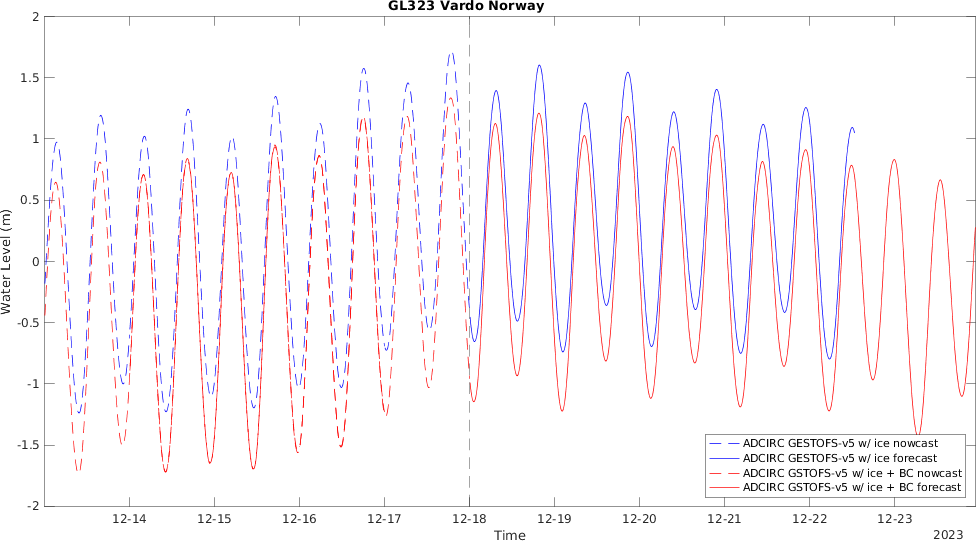 GL323 Vardo Norway
2
1.5
1
0.5
0
-0.5
-1
-1.5
-2
Water Level (m)
12-14 12-15 12-16 12-17 12-18 12-19 12-20 12-21 12-22 12-23
Time
2023
ADCIRC GESTOFS-v5 w/ ice nowcast
ADCIRC GESTOFS-v5 w/ ice forecast
ADCIRC GSTOFS-v5 w/ ice + BC nowcast
ADCIRC GSTOFS-v5 w/ ice + BC forecast